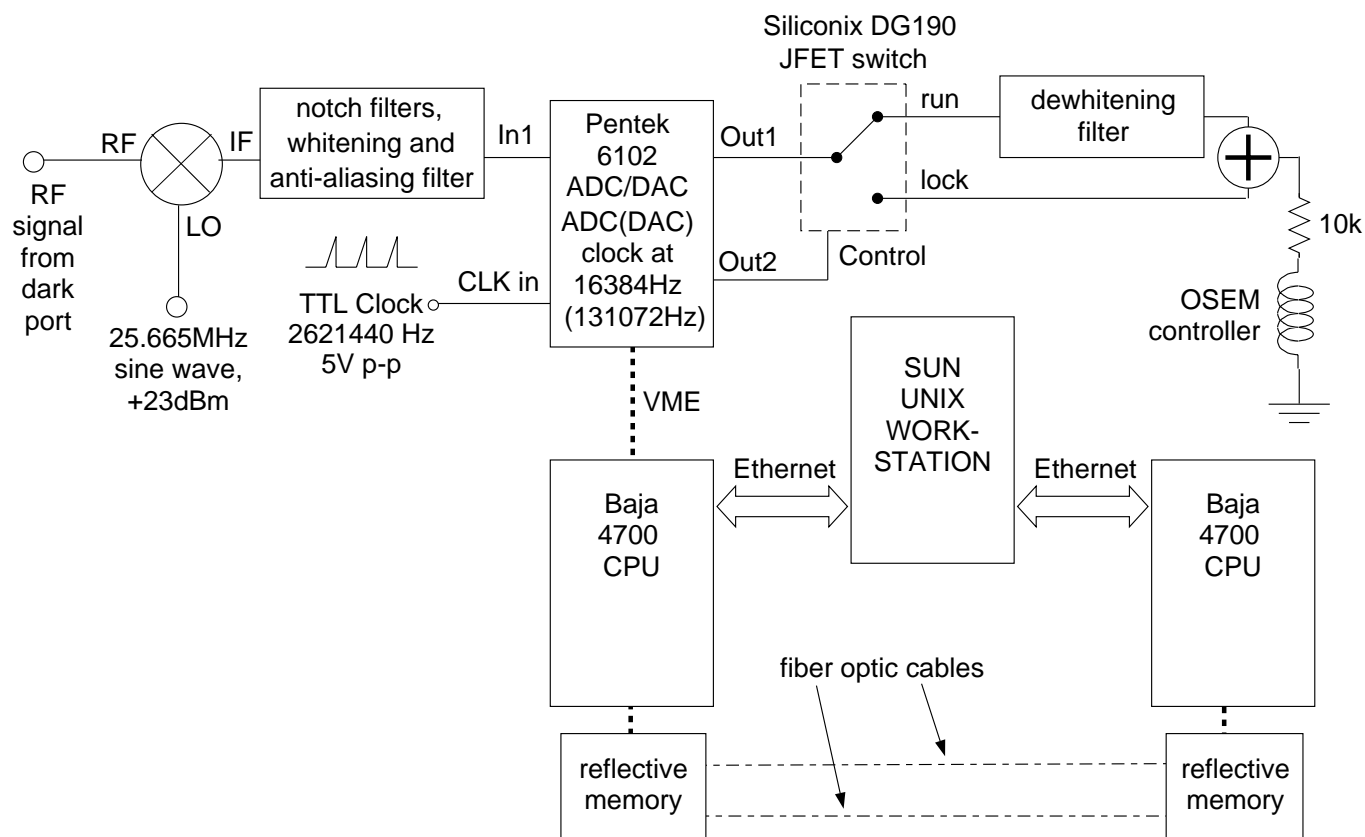 Siliconix DG190
JFET switch
notch filters,
whitening and
anti-aliasing filter
RF
IF
LO
RF
signal
from
dark
port
25.665MHz
sine wave,
+23dBm
In1
TTL Clock
2621440 Hz
5V p-p
CLK in
Pentek
6102
ADC/DAC
ADC(DAC)
clock at
16384Hz
(131072Hz)
Out1
Out2
Control
run
lock
dewhitening
filter
10k
OSEM
controller
VME
SUN
UNIX
WORK-
STATION
Ethernet
Ethernet
Baja
4700
CPU
Baja
4700
CPU
fiber optic cables
reflective
memory
reflective
memory